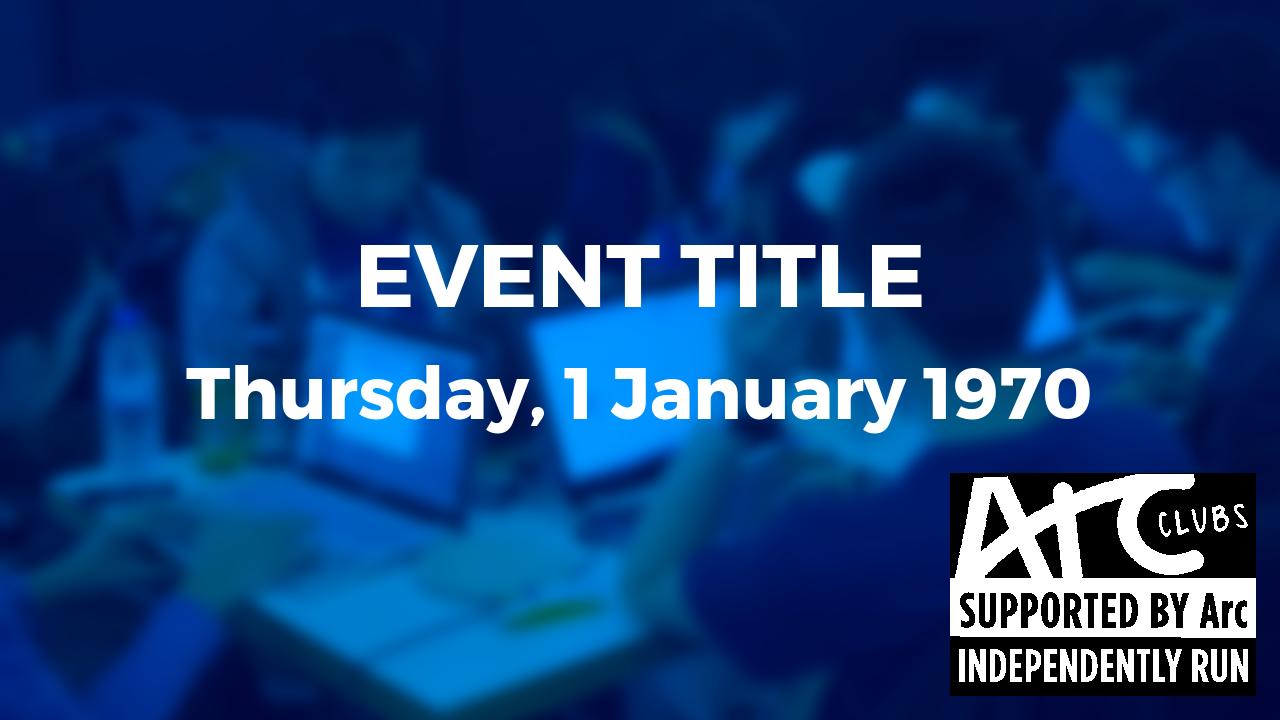 EVENT TITLE
Thursday, 1 January 1970
Arc CLUBS
SUPPORTED BY Arc
INDEPENDENTLY RUN